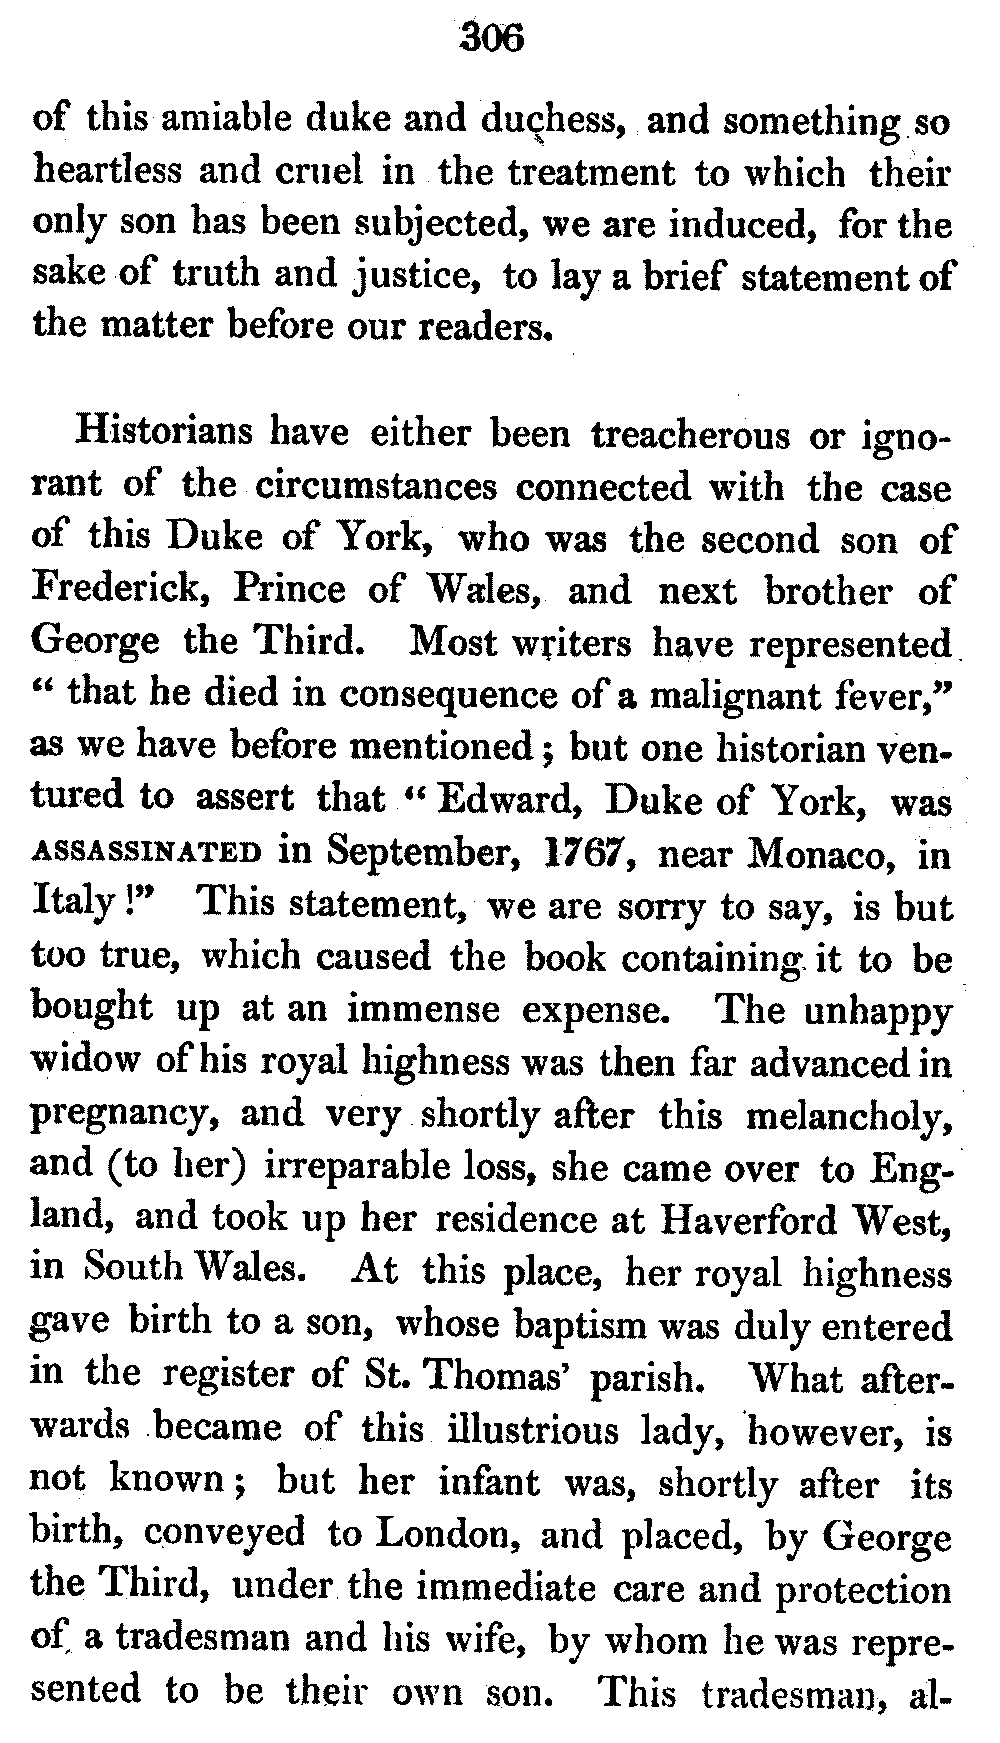 306
of this amiable duke and duchess, and something so
heartless and cruel in the treatment to which their
only son has been subjected, we are induced, for the
sake of truth and justice, to lay a brief statement of
the matter before our readers.
Historians have either been treacherous or igno-
rant of the circumstances connected with the case
of this Duke of York, who was the second son of
Frederick, Prince of Wales, and next brother of
George the Third. Most writers have represented
“ that he died in consequence of a malignant fever,”
as we have before mentioned ; but one historian ven-
tured to assert that “ Edward, Duke of York, was
ASSASSINATED in September, 1767, near Monaco, in
Italy !” This statement, we are sorry to say, is but
too true, which caused the book containing it to be
bought up at an immense expense. The unhappy
widow of his royal highness was then far advanced in
pregnancy, and very shortly after this melancholy,
and (to her) irreparable loss, she came over to Eng-
land, and took up her residence at Haverford West,
in South Wales. At this place, her royal highness
gave birth to a son, whose baptism was duly entered
in the register of St. Thomas’ parish. What after-
wards became of this illustrious lady, however, is
not known ; but her infant was, shortly after its
birth, conveyed to London, and placed, by George
the Third, under the immediate care and protection
of a tradesman and his wife, by whom he was repre-
sented to be their own son. This tradesman, al-